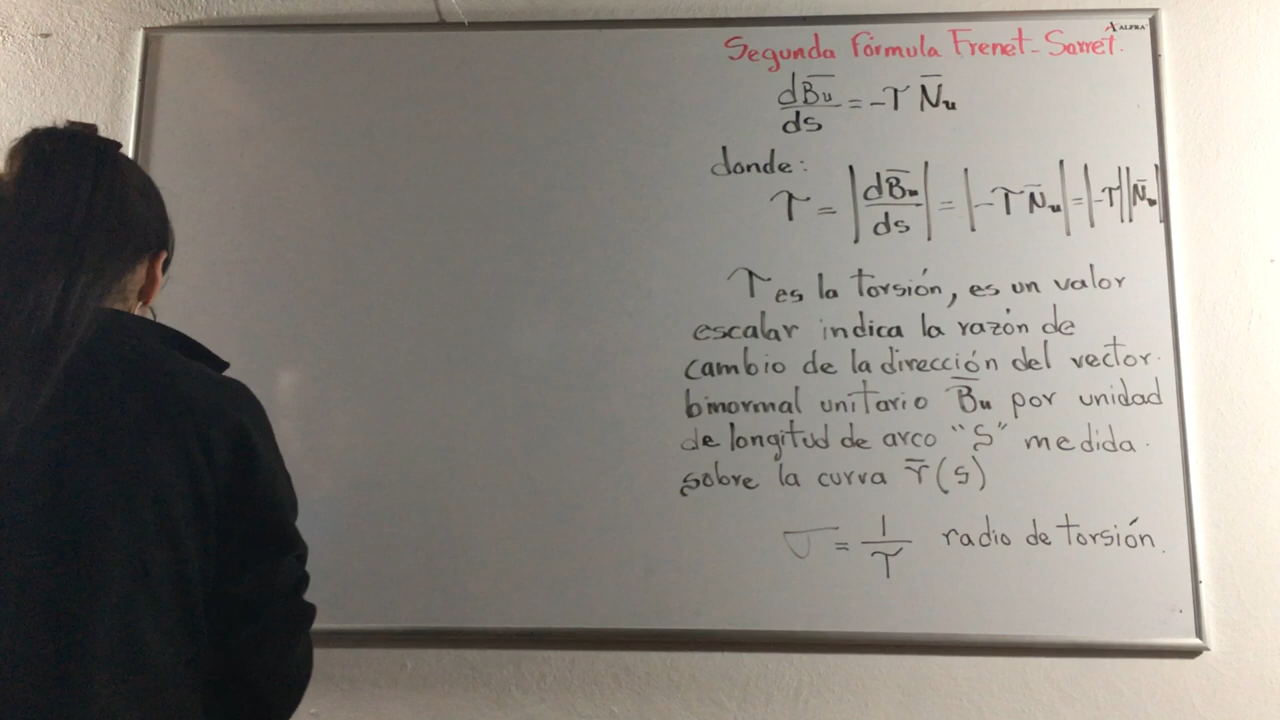 ALFRA
Segunda Fórmula Frenet-Sarret.
dB̅u/ds = -τ N̅u
donde:
τ = |dB̅u/ds| = |-τ N̅u| = |-τ||N̅u|
τ es la torsión, es un valor
escalar indica la razón de
cambio de la dirección del vector.
binormal unitario B̅u por unidad
de longitud de arco "S" medida.
sobre la curva r̅(s)
σ = 1/τ radio de torsión.